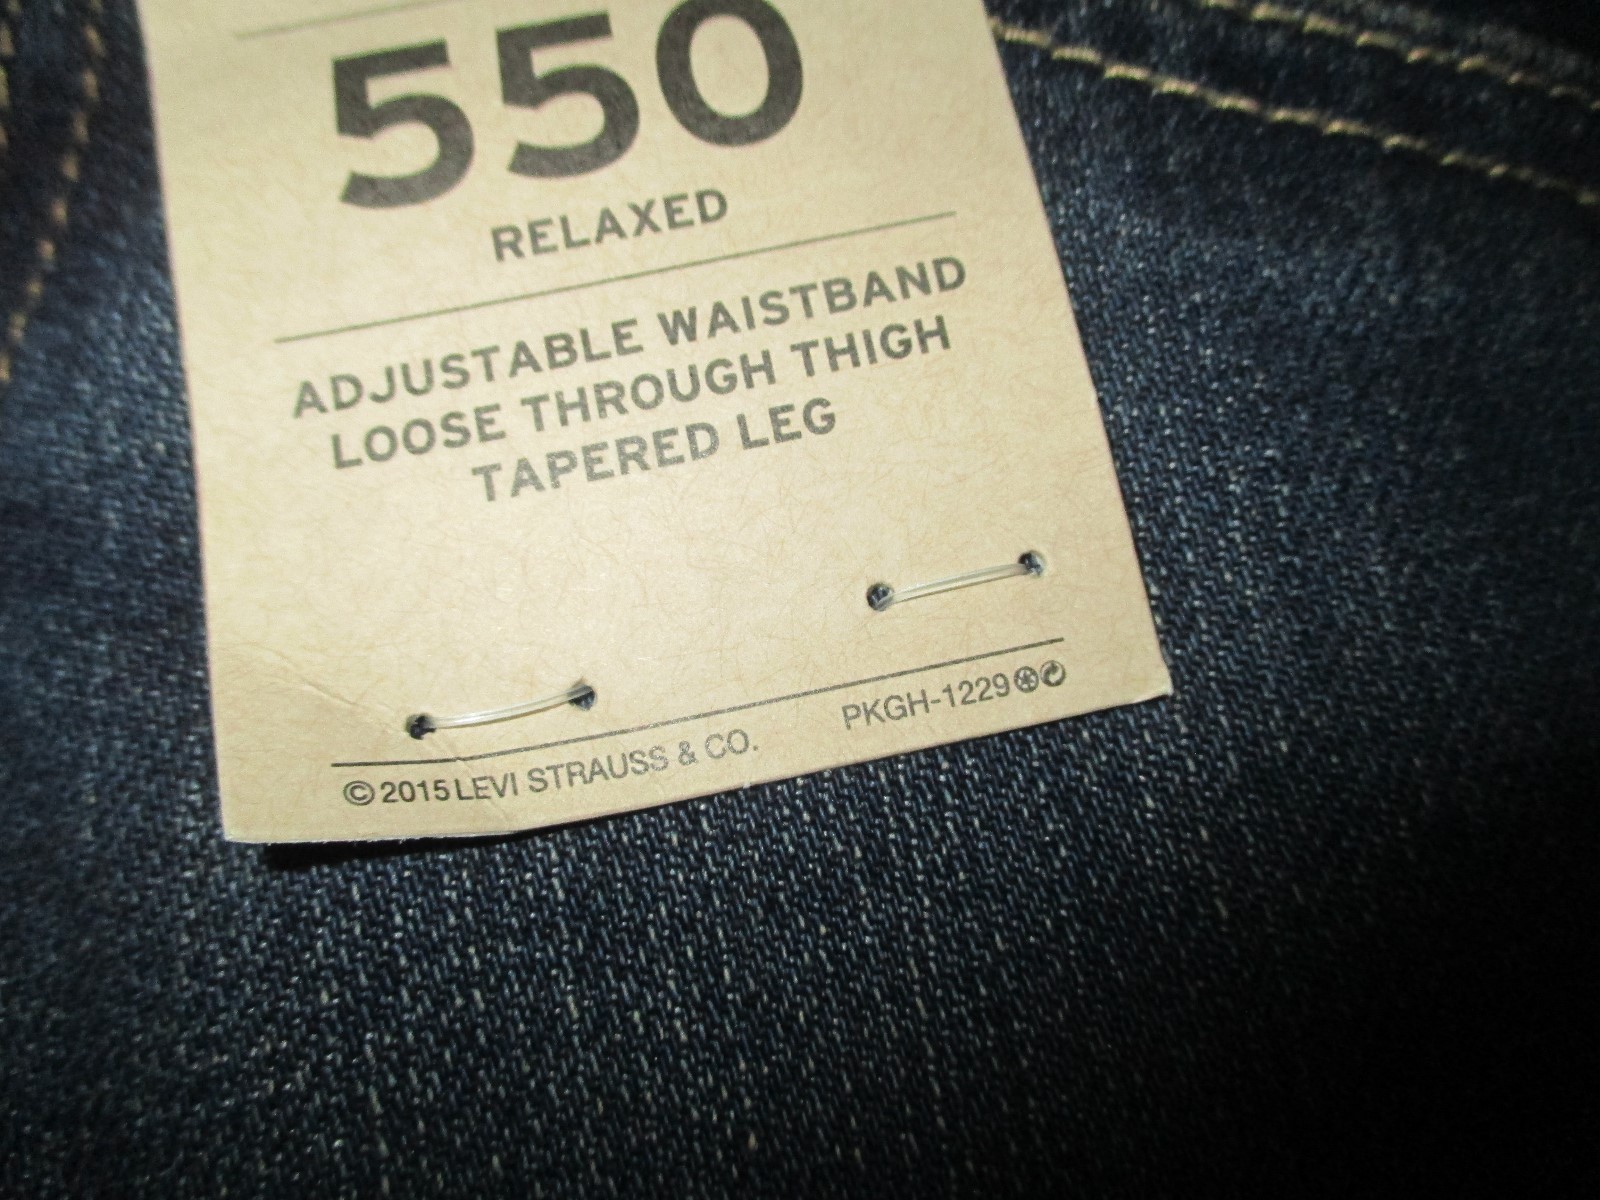 550
RELAXED
ADJUSTABLE WAISTBAND
LOOSE THROUGH THIGH
TAPERED LEG
©2015 LEVI STRAUSS & CO. PKGH-1229